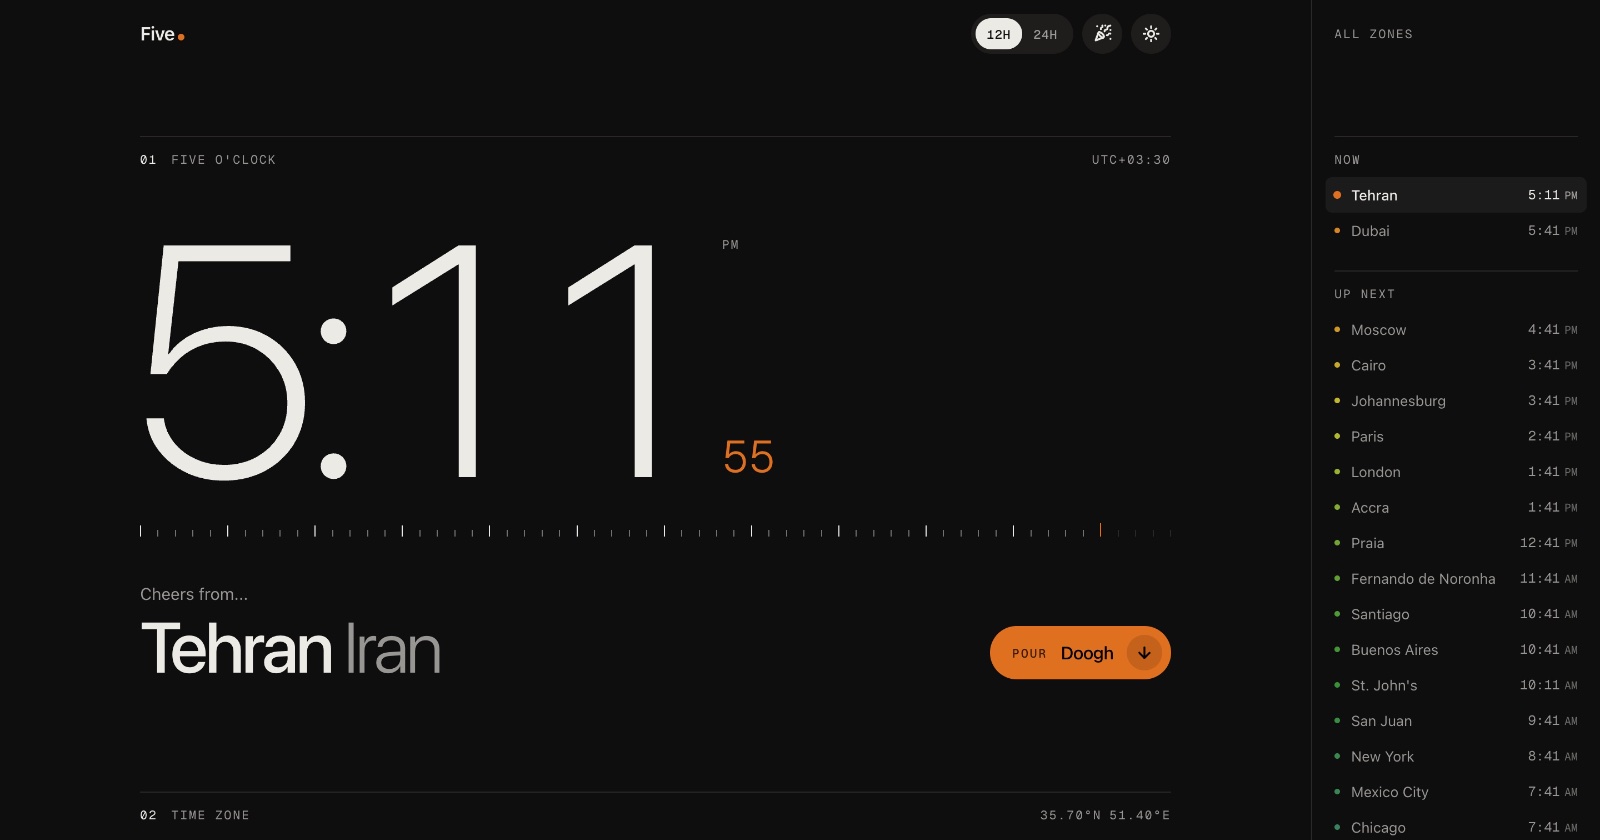 Five
12H 24H
01 FIVE O'CLOCK UTC+03:30
5:11 PM
55
Cheers from...
Tehran Iran
POUR Doogh
02 TIME ZONE 35.70°N 51.40°E
ALL ZONES
NOW
Tehran 5:11 PM
Dubai 5:41 PM
UP NEXT
Moscow 4:41 PM
Cairo 3:41 PM
Johannesburg 3:41 PM
Paris 2:41 PM
London 1:41 PM
Accra 1:41 PM
Praia 12:41 PM
Fernando de Noronha 11:41 AM
Santiago 10:41 AM
Buenos Aires 10:41 AM
St. John's 10:11 AM
San Juan 9:41 AM
New York 8:41 AM
Mexico City 7:41 AM
Chicago 7:41 AM